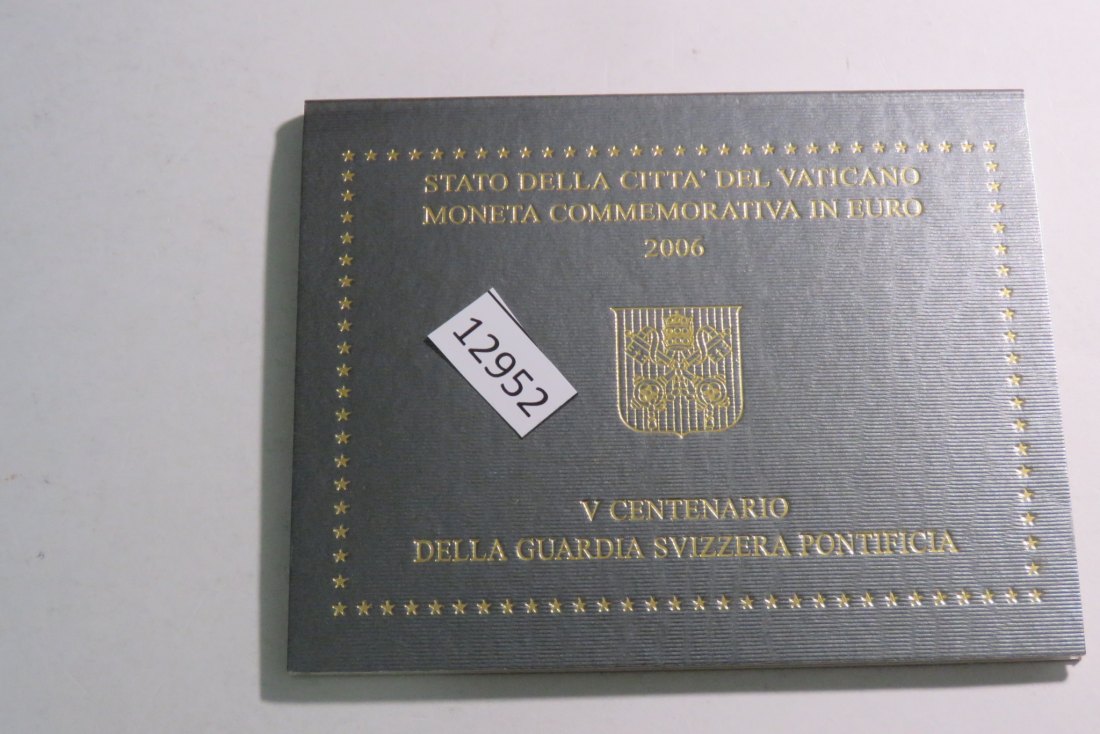 STATO DELLA CITTA' DEL VATICANO
MONETA COMMEMORATIVA IN EURO
2006
12952
V CENTENARIO
DELLA GUARDIA SVIZZERA PONTIFICIA